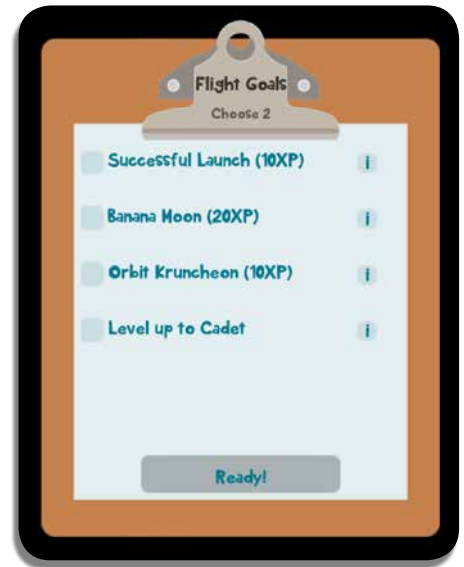 Flight Goals
Choose 2
Successful Launch (10XP) i
Banana Moon (20XP) i
Orbit Kruncheon (10XP) i
Level up to Cadet i
Ready!